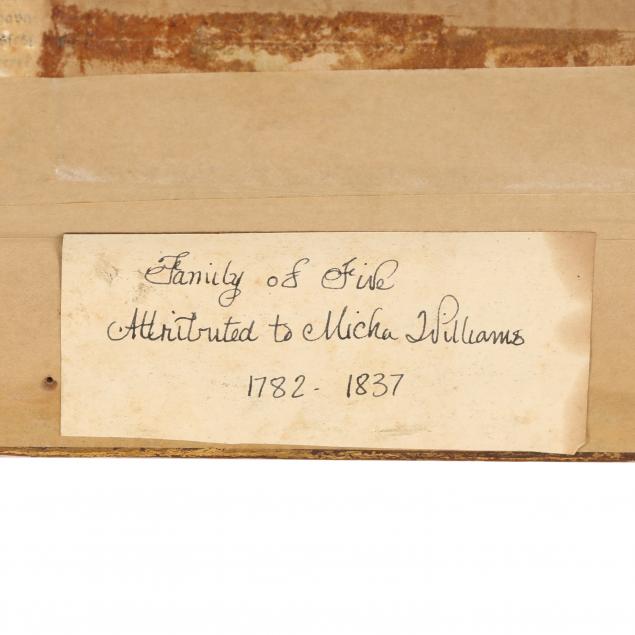 Family of Five
Attributed to Micha Williams
1782 - 1837